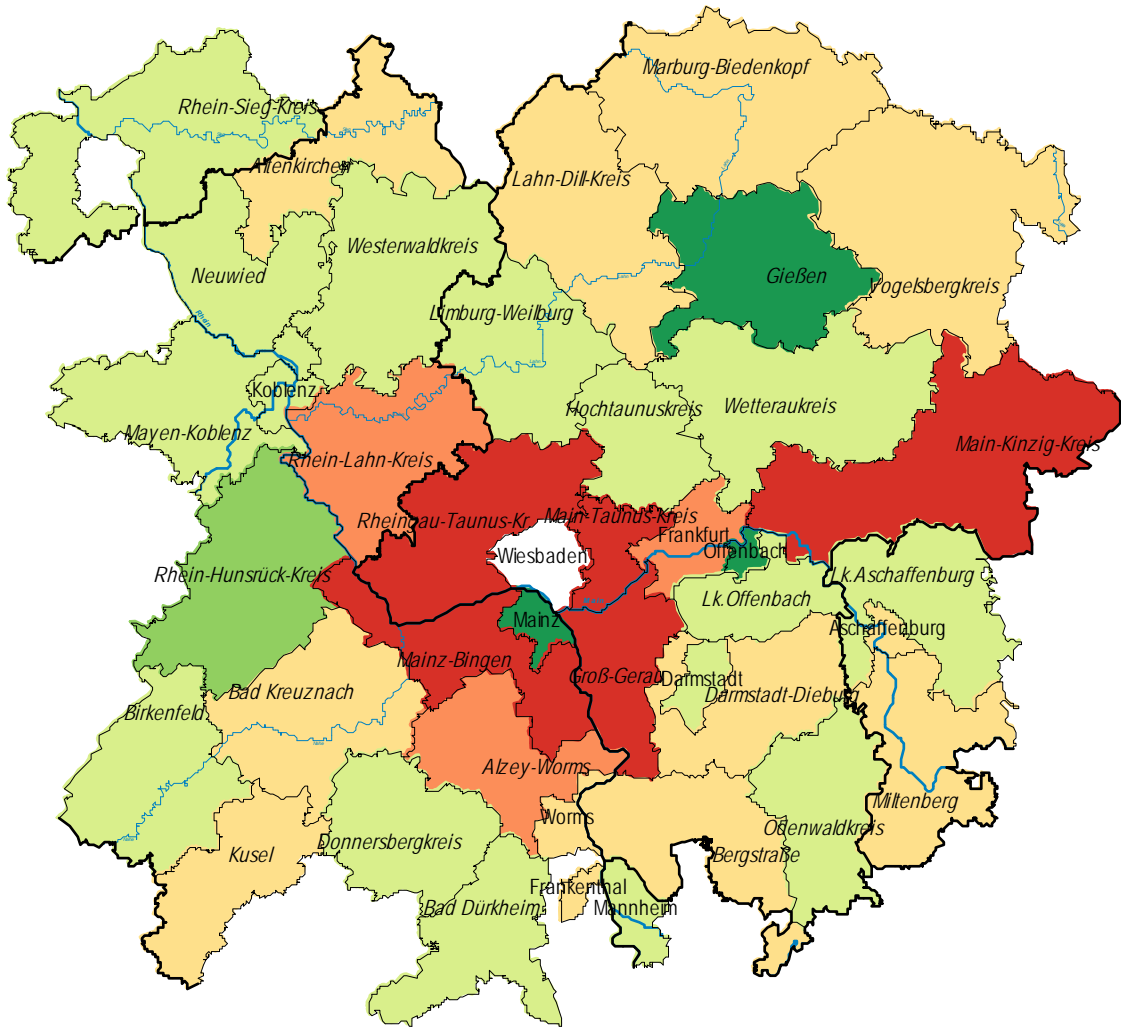 Marburg-Biedenkopf
Rhein-Sieg-Kreis
Altenkirchen
Lahn-Dill-Kreis
Westerwaldkreis
Neuwied
Gießen
Vogelsbergkreis
Limburg-Weilburg
Rhein
Koblenz
Hochtaunuskreis
Wetteraukreis
Mayen-Koblenz
Main-Kinzig-Kreis
Rhein-Lahn-Kreis
Rheingau-Taunus-Kr.
Main-Taunus-Kreis
Frankfurt
Wiesbaden
Offenbach
Rhein-Hunsrück-Kreis
Lk.Aschaffenburg
Lk.Offenbach
Main
Mainz
Aschaffenburg
Mainz-Bingen
Groß-Gerau
Darmstadt
Bad Kreuznach
Darmstadt-Dieburg
Birkenfeld
Alzey-Worms
Miltenberg
Worms
Odenwaldkreis
Donnersbergkreis
Kusel
Bergstraße
Frankenthal
Bad Dürkheim
Mannheim